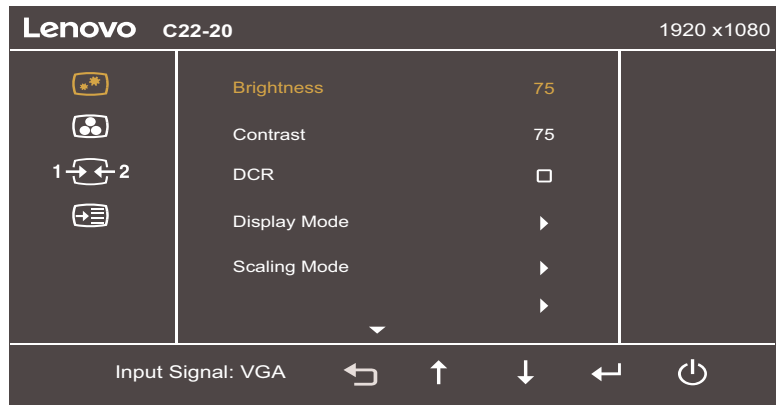 Lenovo C22-20 1920 x1080
Brightness 75
Contrast 75
1 2
DCR
Display Mode
Scaling Mode
Input Signal: VGA